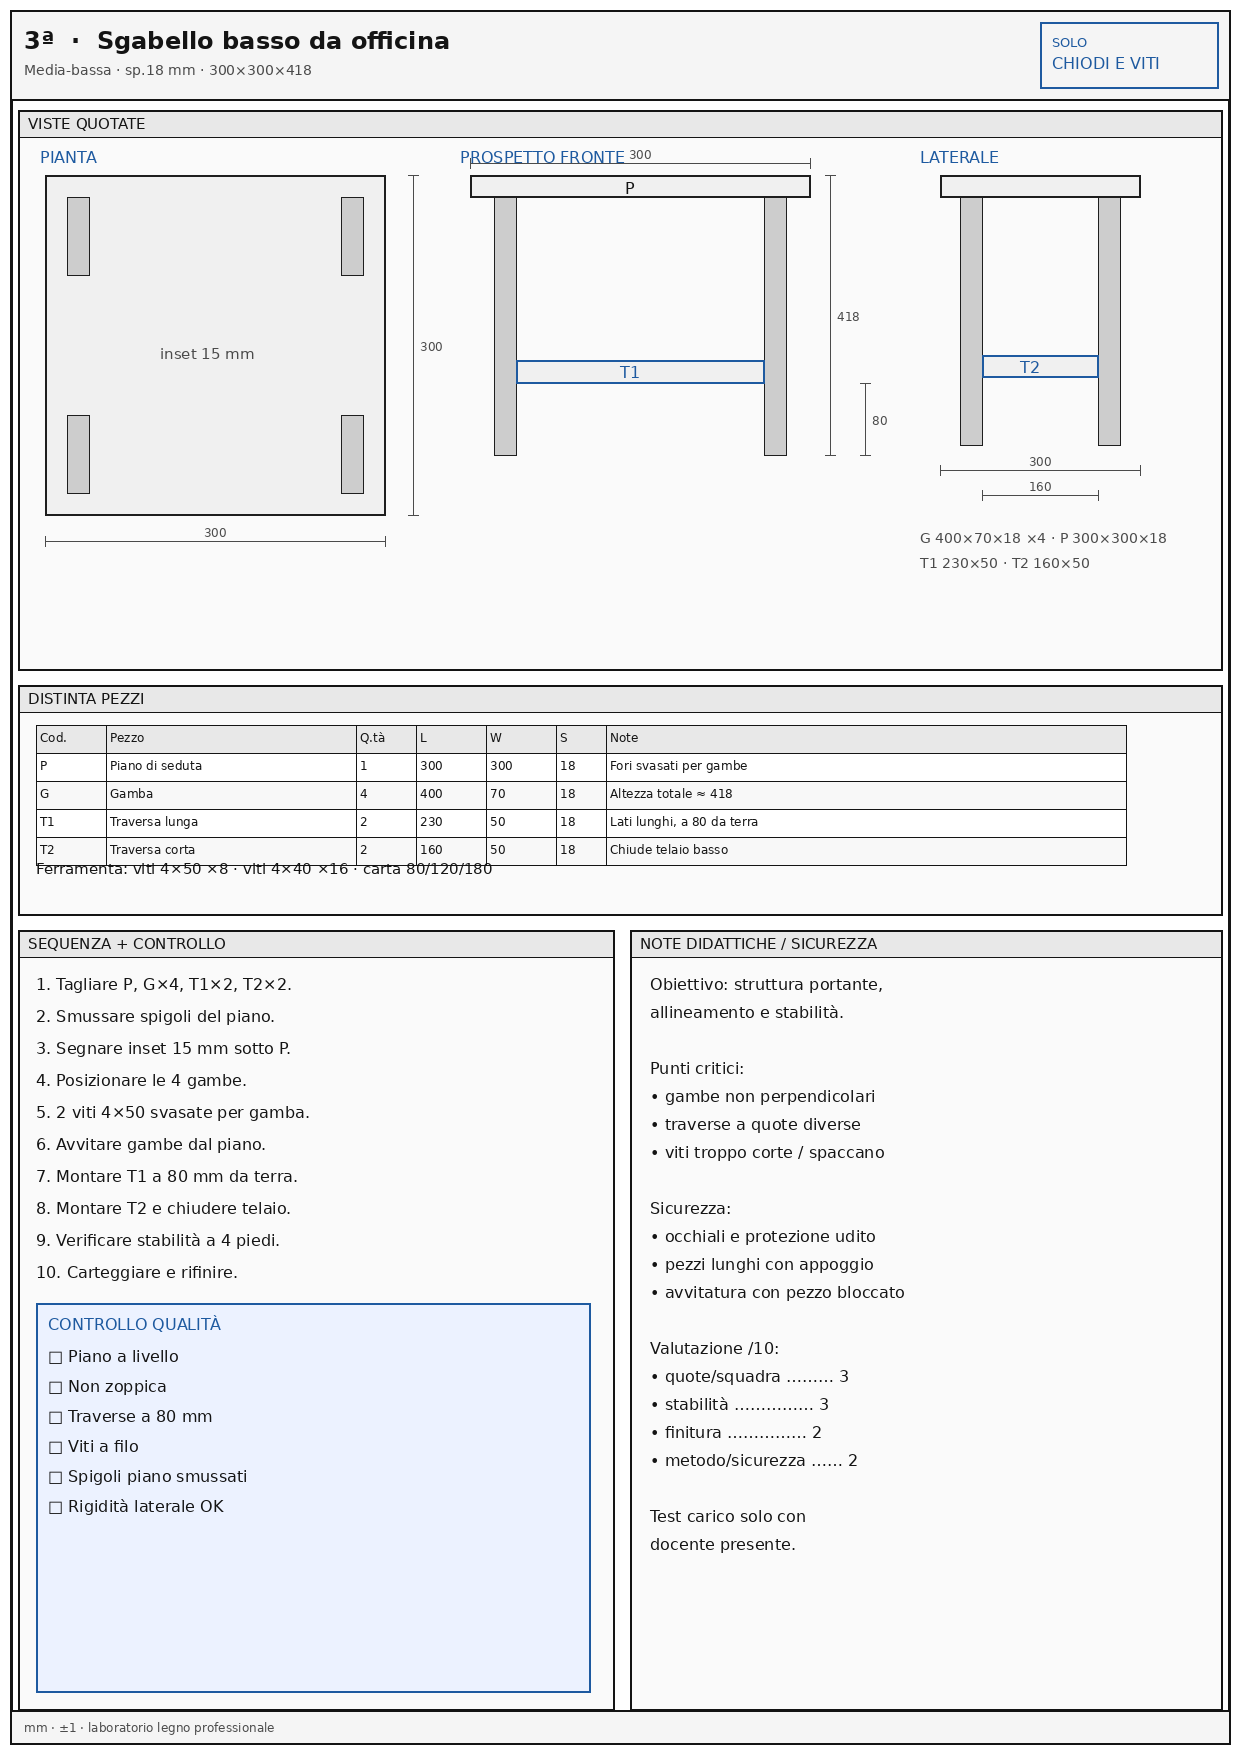 3ª · Sgabello basso da officina
Media-bassa · sp.18 mm · 300×300×418
SOLO
CHIODI E VITI
VISTE QUOTATE
PIANTA
inset 15 mm
300
300
PROSPETTO FRONTE
300
P
T1
418
80
LATERALE
T2
300
160
G 400×70×18 ×4 · P 300×300×18
T1 230×50 · T2 160×50
DISTINTA PEZZI
Cod. Pezzo Q.tà L W S Note
P Piano di seduta 1 300 300 18 Fori svasati per gambe
G Gamba 4 400 70 18 Altezza totale ≈ 418
T1 Traversa lunga 2 230 50 18 Lati lunghi, a 80 da terra
T2 Traversa corta 2 160 50 18 Chiude telaio basso
Ferramenta: viti 4×50 ×8 · viti 4×40 ×16 · carta 80/120/180
SEQUENZA + CONTROLLO
1. Tagliare P, G×4, T1×2, T2×2.
2. Smussare spigoli del piano.
3. Segnare inset 15 mm sotto P.
4. Posizionare le 4 gambe.
5. 2 viti 4×50 svasate per gamba.
6. Avvitare gambe dal piano.
7. Montare T1 a 80 mm da terra.
8. Montare T2 e chiudere telaio.
9. Verificare stabilità a 4 piedi.
10. Carteggiare e rifinire.
CONTROLLO QUALITÀ
□ Piano a livello
□ Non zoppica
□ Traverse a 80 mm
□ Viti a filo
□ Spigoli piano smussati
□ Rigidità laterale OK
NOTE DIDATTICHE / SICUREZZA
Obiettivo: struttura portante,
allineamento e stabilità.
Punti critici:
• gambe non perpendicolari
• traverse a quote diverse
• viti troppo corte / spaccano
Sicurezza:
• occhiali e protezione udito
• pezzi lunghi con appoggio
• avvitatura con pezzo bloccato
Valutazione /10:
• quote/squadra ……… 3
• stabilità …………… 3
• finitura …………… 2
• metodo/sicurezza …… 2
Test carico solo con
docente presente.
mm · ±1 · laboratorio legno professionale